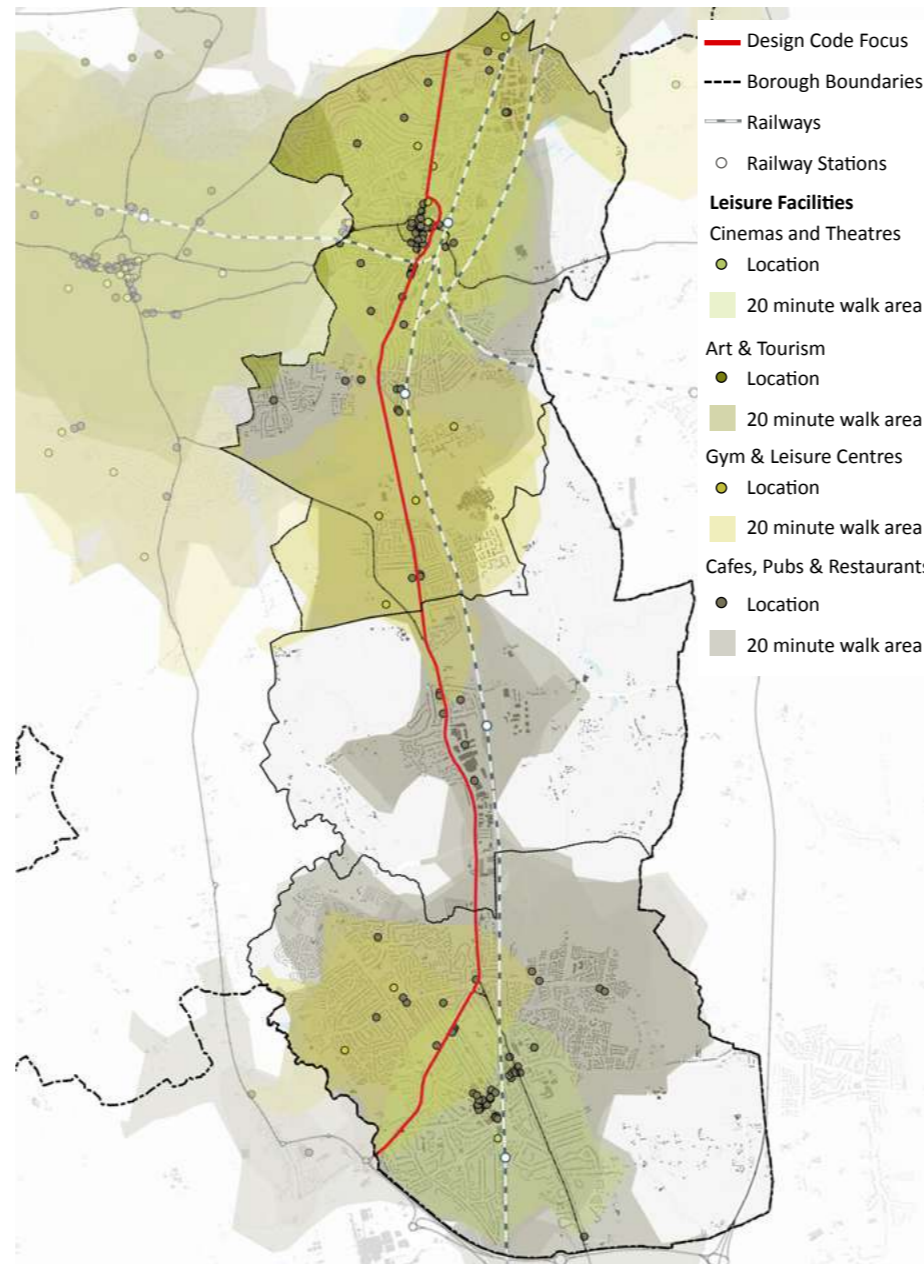 Design Code Focus
Borough Boundaries
Railways
Railway Stations
Leisure Facilities
Cinemas and Theatres
Location
20 minute walk area
Art & Tourism
Location
20 minute walk area
Gym & Leisure Centres
Location
20 minute walk area
Cafes, Pubs & Restaurants
Location
20 minute walk area